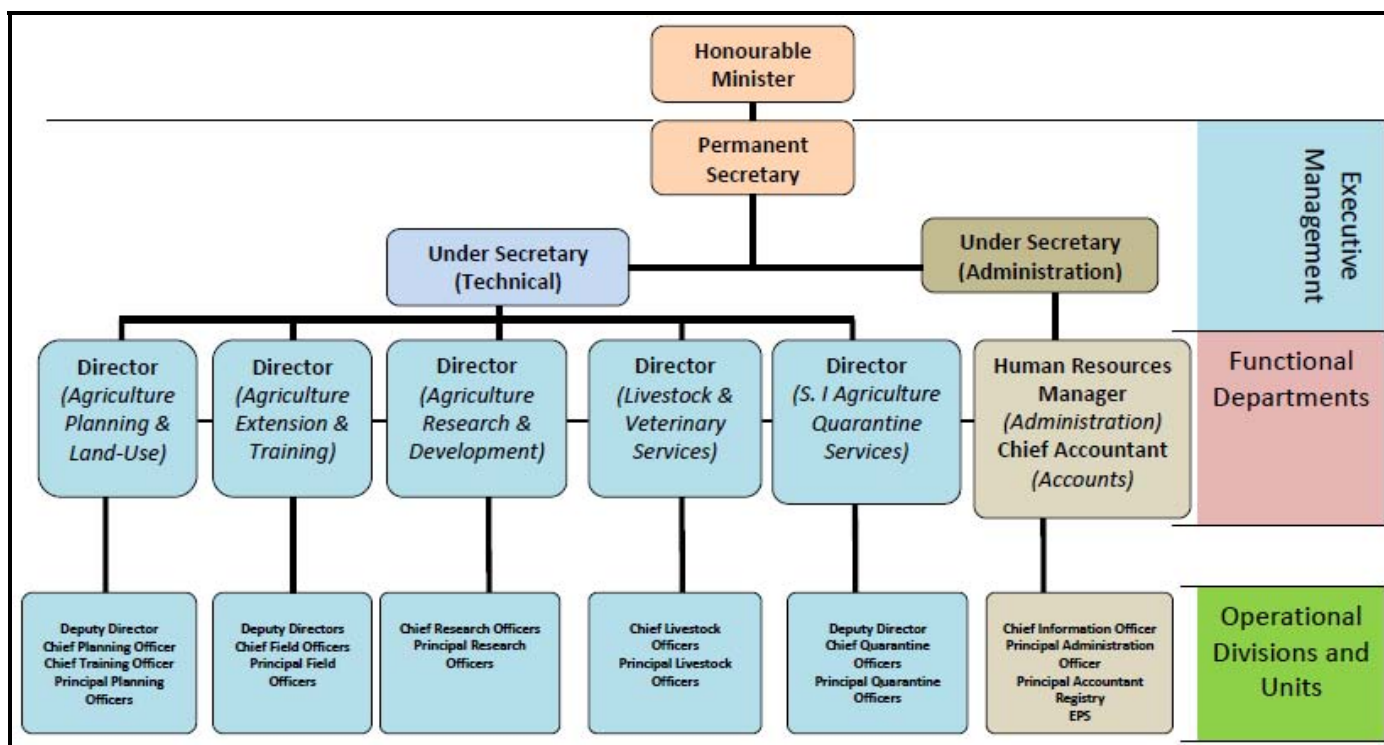 Honourable
Minister
Permanent
Secretary
Executive
Management
Under Secretary
(Technical)
Under Secretary
(Administration)
Director
(Agriculture
Planning &
Land-Use)
Director
(Agriculture
Extension &
Training)
Director
(Agriculture
Research &
Development)
Director
(Livestock &
Veterinary
Services)
Director
(S. I Agriculture
Quarantine
Services)
Human Resources
Manager
(Administration)
Chief Accountant
(Accounts)
Functional
Departments
Deputy Director
Chief Planning Officer
Chief Training Officer
Principal Planning
Officers
Deputy Directors
Chief Field Officers
Principal Field
Officers
Chief Research Officers
Principal Research
Officers
Chief Livestock
Officers
Principal Livestock
Officers
Deputy Director
Chief Quarantine
Officers
Principal Quarantine
Officers
Chief Information Officer
Principal Administration
Officer
Principal Accountant
Registry
EPS
Operational
Divisions and
Units